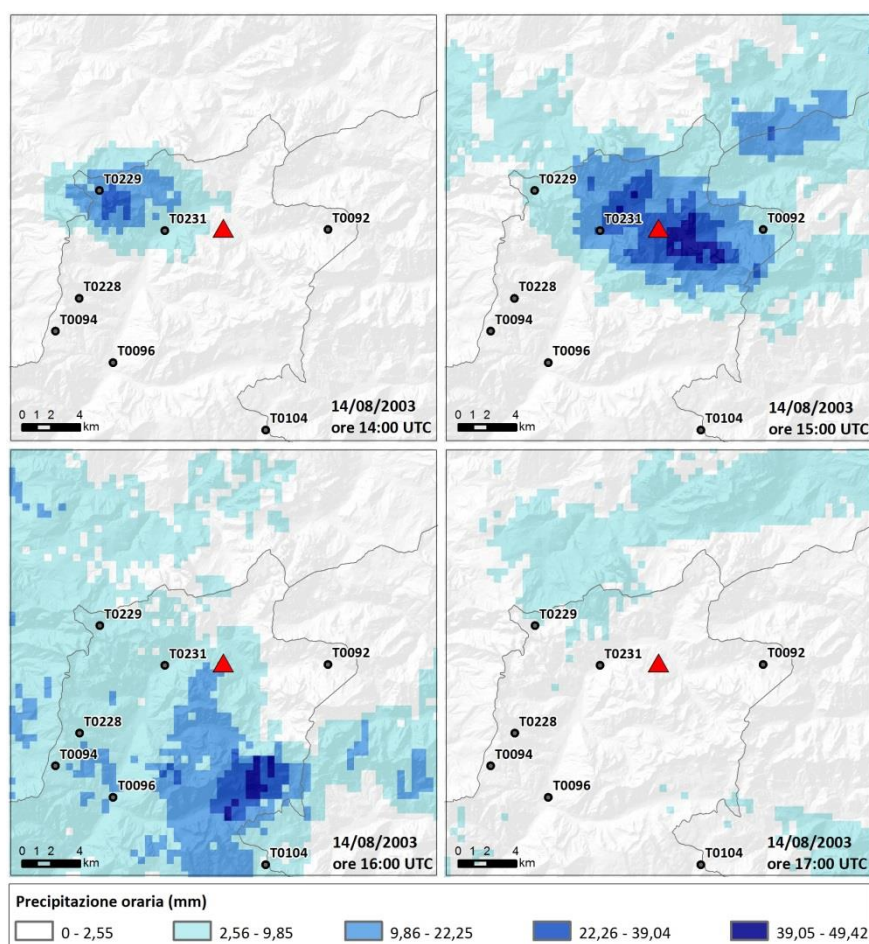 T0229
T0231
T0092
T0228
T0094
T0096
T0104
0 1 2 4
km
14/08/2003
ore 14:00 UTC
T0229
T0231
T0092
T0228
T0094
T0096
T0104
0 1 2 4
km
14/08/2003
ore 15:00 UTC
T0229
T0231
T0092
T0228
T0094
T0096
T0104
0 1 2 4
km
14/08/2003
ore 16:00 UTC
T0229
T0231
T0092
T0228
T0094
T0096
T0104
0 1 2 4
km
14/08/2003
ore 17:00 UTC
Precipitazione oraria (mm)
0 - 2,55 2,56 - 9,85 9,86 - 22,25 22,26 - 39,04 39,05 - 49,42